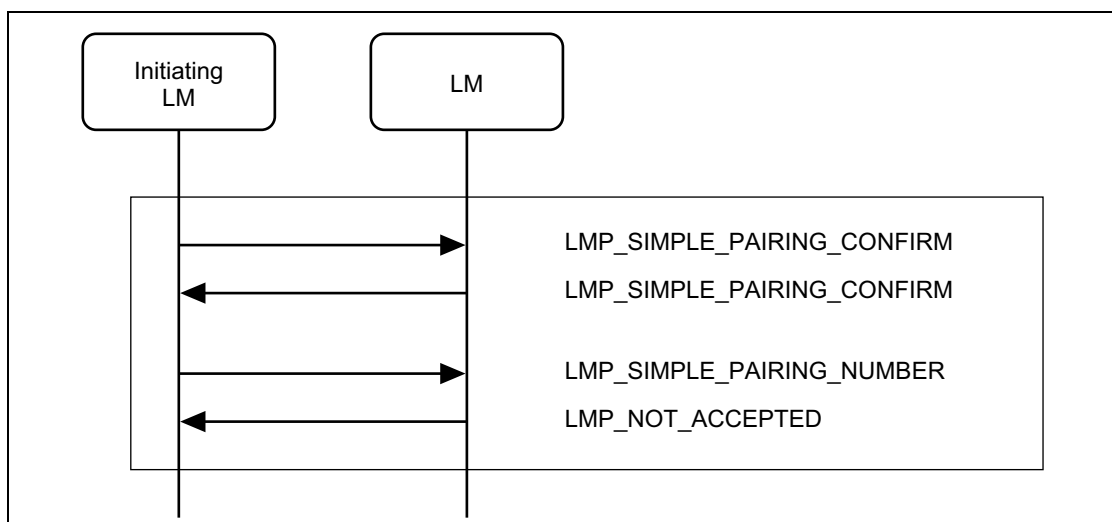 Initiating
LM
LM
LMP_SIMPLE_PAIRING_CONFIRM
LMP_SIMPLE_PAIRING_CONFIRM
LMP_SIMPLE_PAIRING_NUMBER
LMP_NOT_ACCEPTED